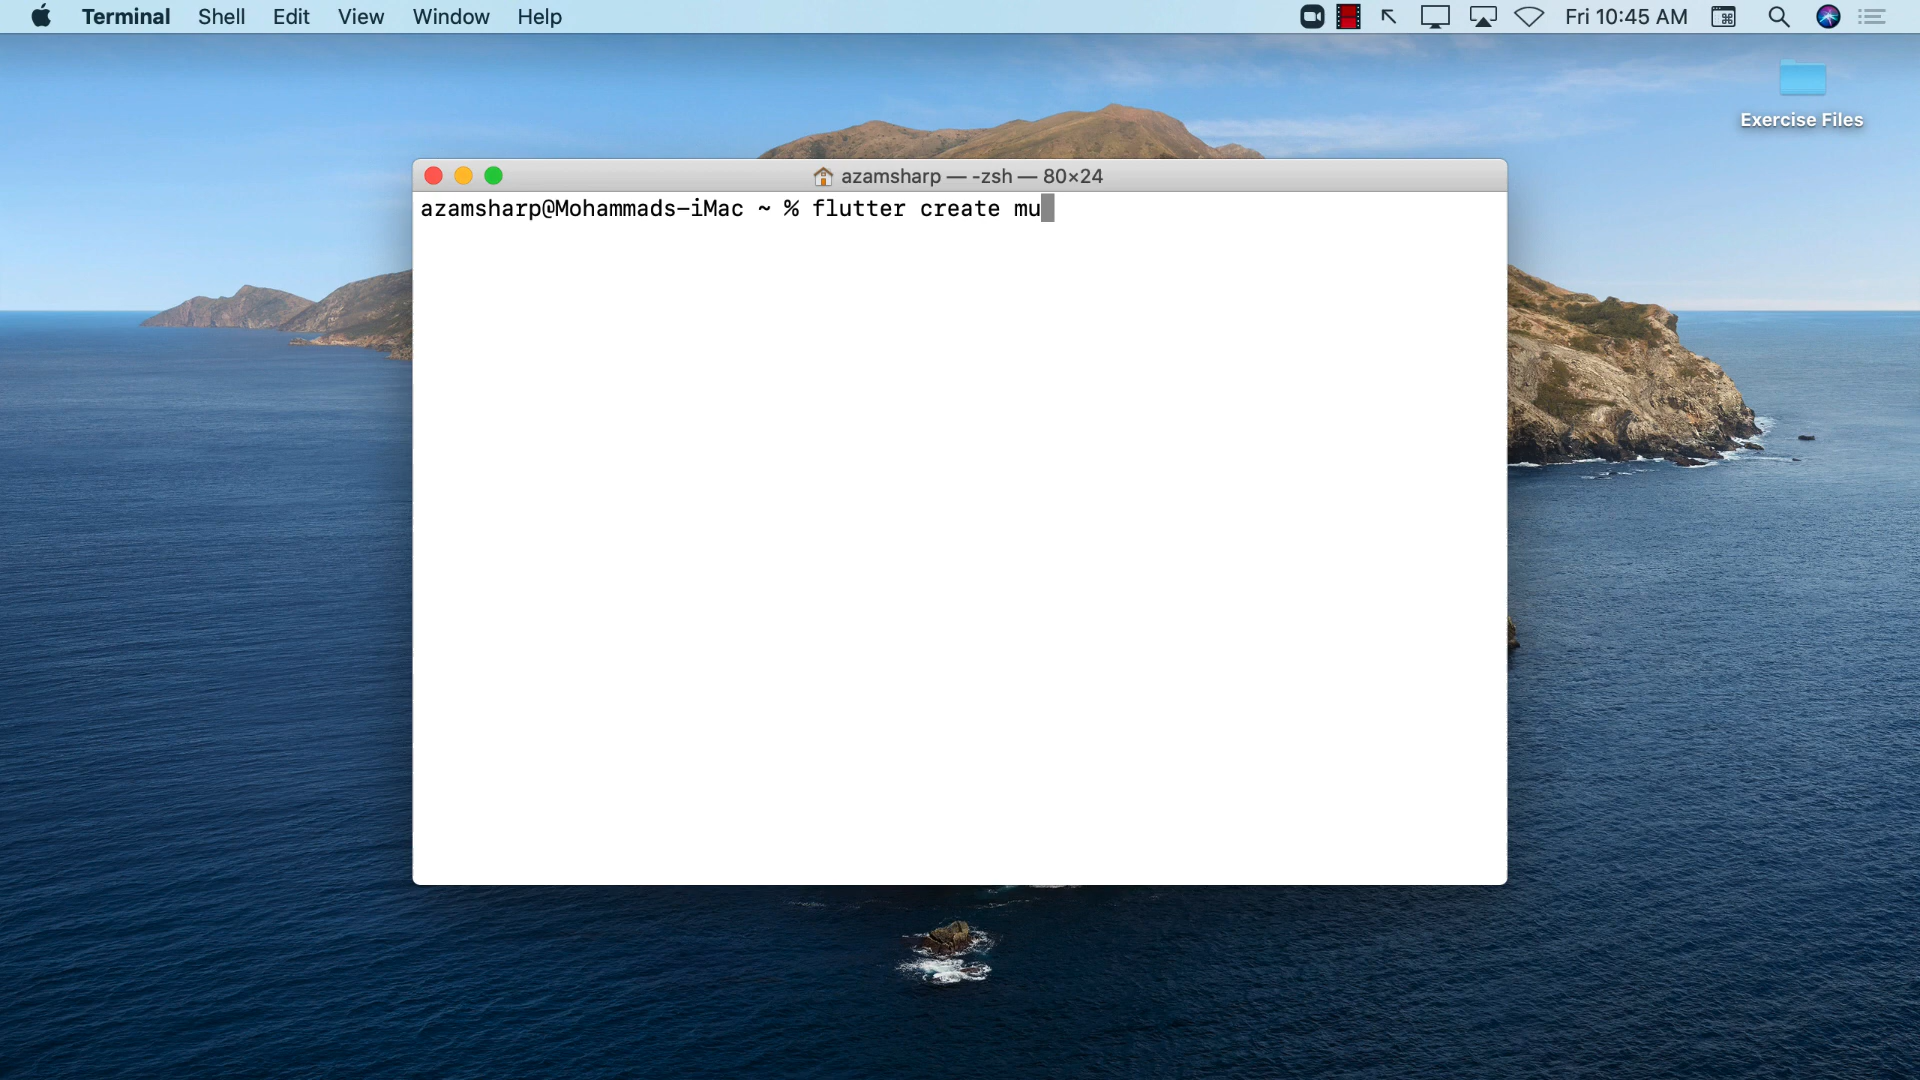 Terminal Shell Edit View Window Help Fri 10:45 AM
Exercise Files
azamsharp — -zsh — 80×24
azamsharp@Mohammads-iMac ~ % flutter create mu